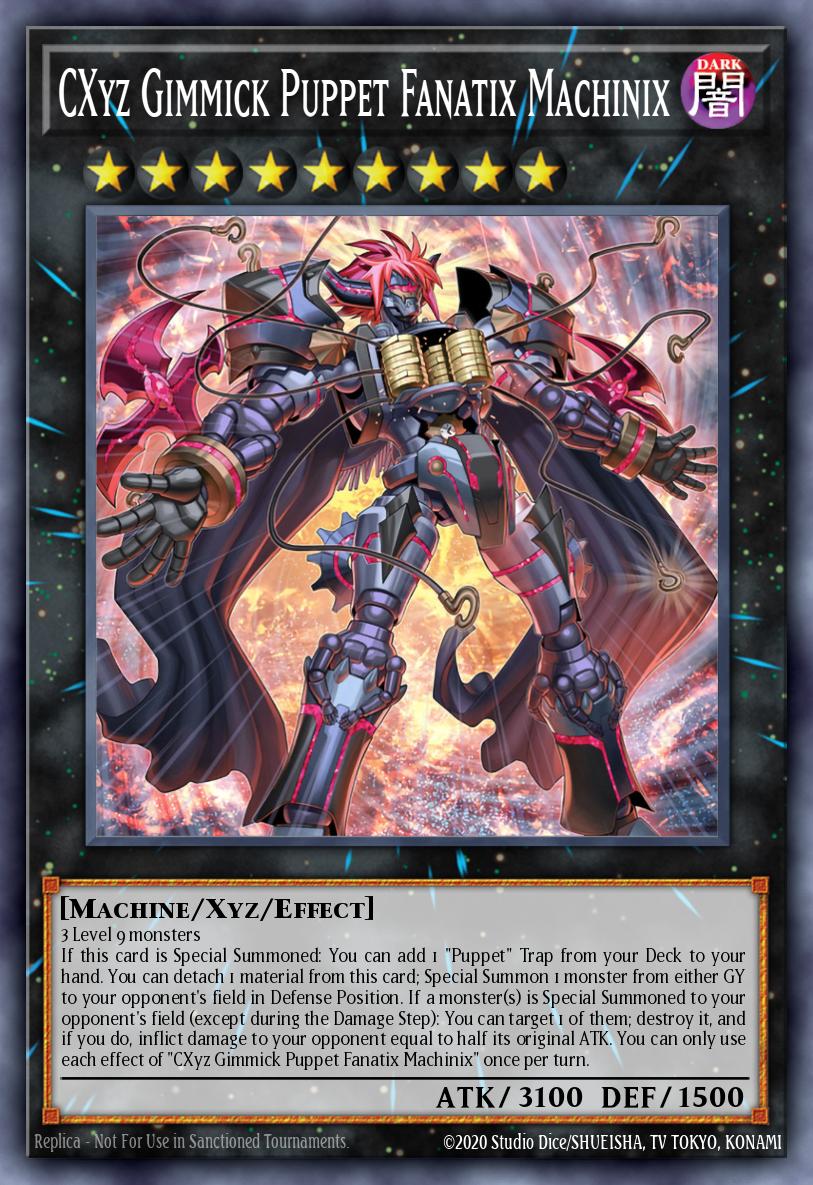 CXyz Gimmick Puppet Fanatix Machinix
DARK
闇
[Machine/Xyz/Effect]
3 Level 9 monsters
If this card is Special Summoned: You can add 1 "Puppet" Trap from your Deck to your
hand. You can detach 1 material from this card; Special Summon 1 monster from either GY
to your opponent's field in Defense Position. If a monster(s) is Special Summoned to your
opponent's field (except during the Damage Step): You can target 1 of them; destroy it, and
if you do, inflict damage to your opponent equal to half its original ATK. You can only use
each effect of "CXyz Gimmick Puppet Fanatix Machinix" once per turn.
ATK/ 3100 DEF/ 1500
Replica - Not For Use in Sanctioned Tournaments.
©2020 Studio Dice/SHUEISHA, TV TOKYO, KONAMI